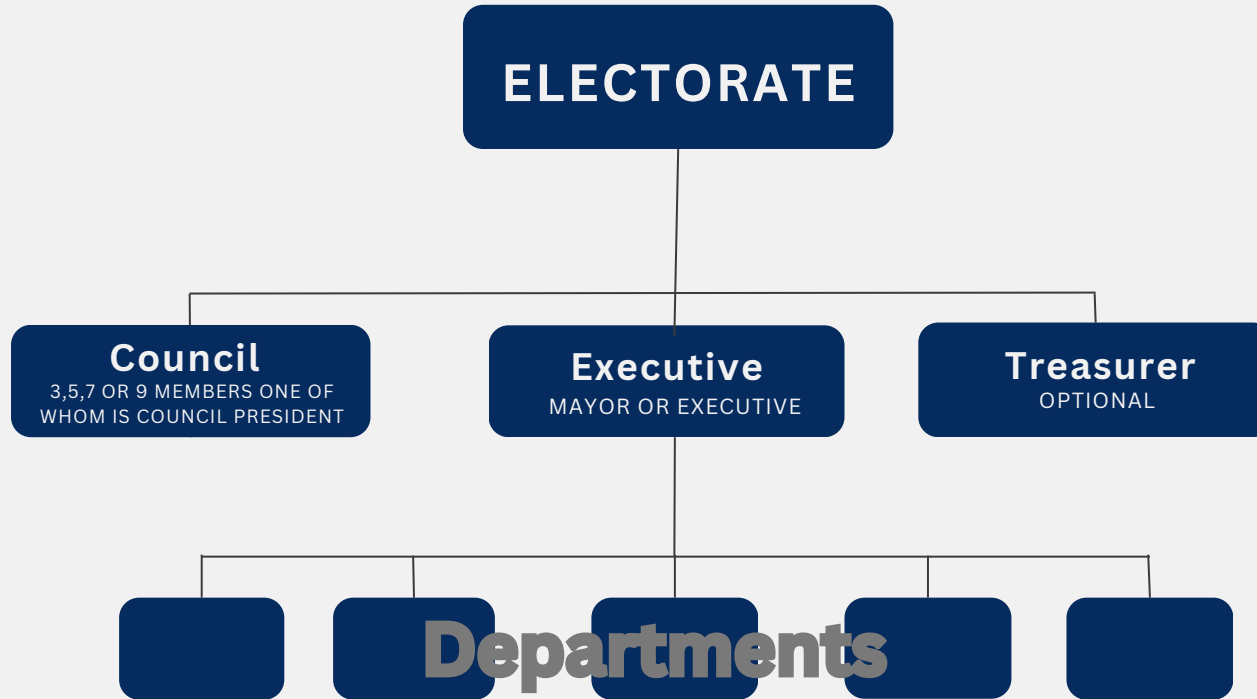 ELECTORATE
Council
3,5,7 OR 9 MEMBERS ONE OF
WHOM IS COUNCIL PRESIDENT
Executive
MAYOR OR EXECUTIVE
Treasurer
OPTIONAL
Departments